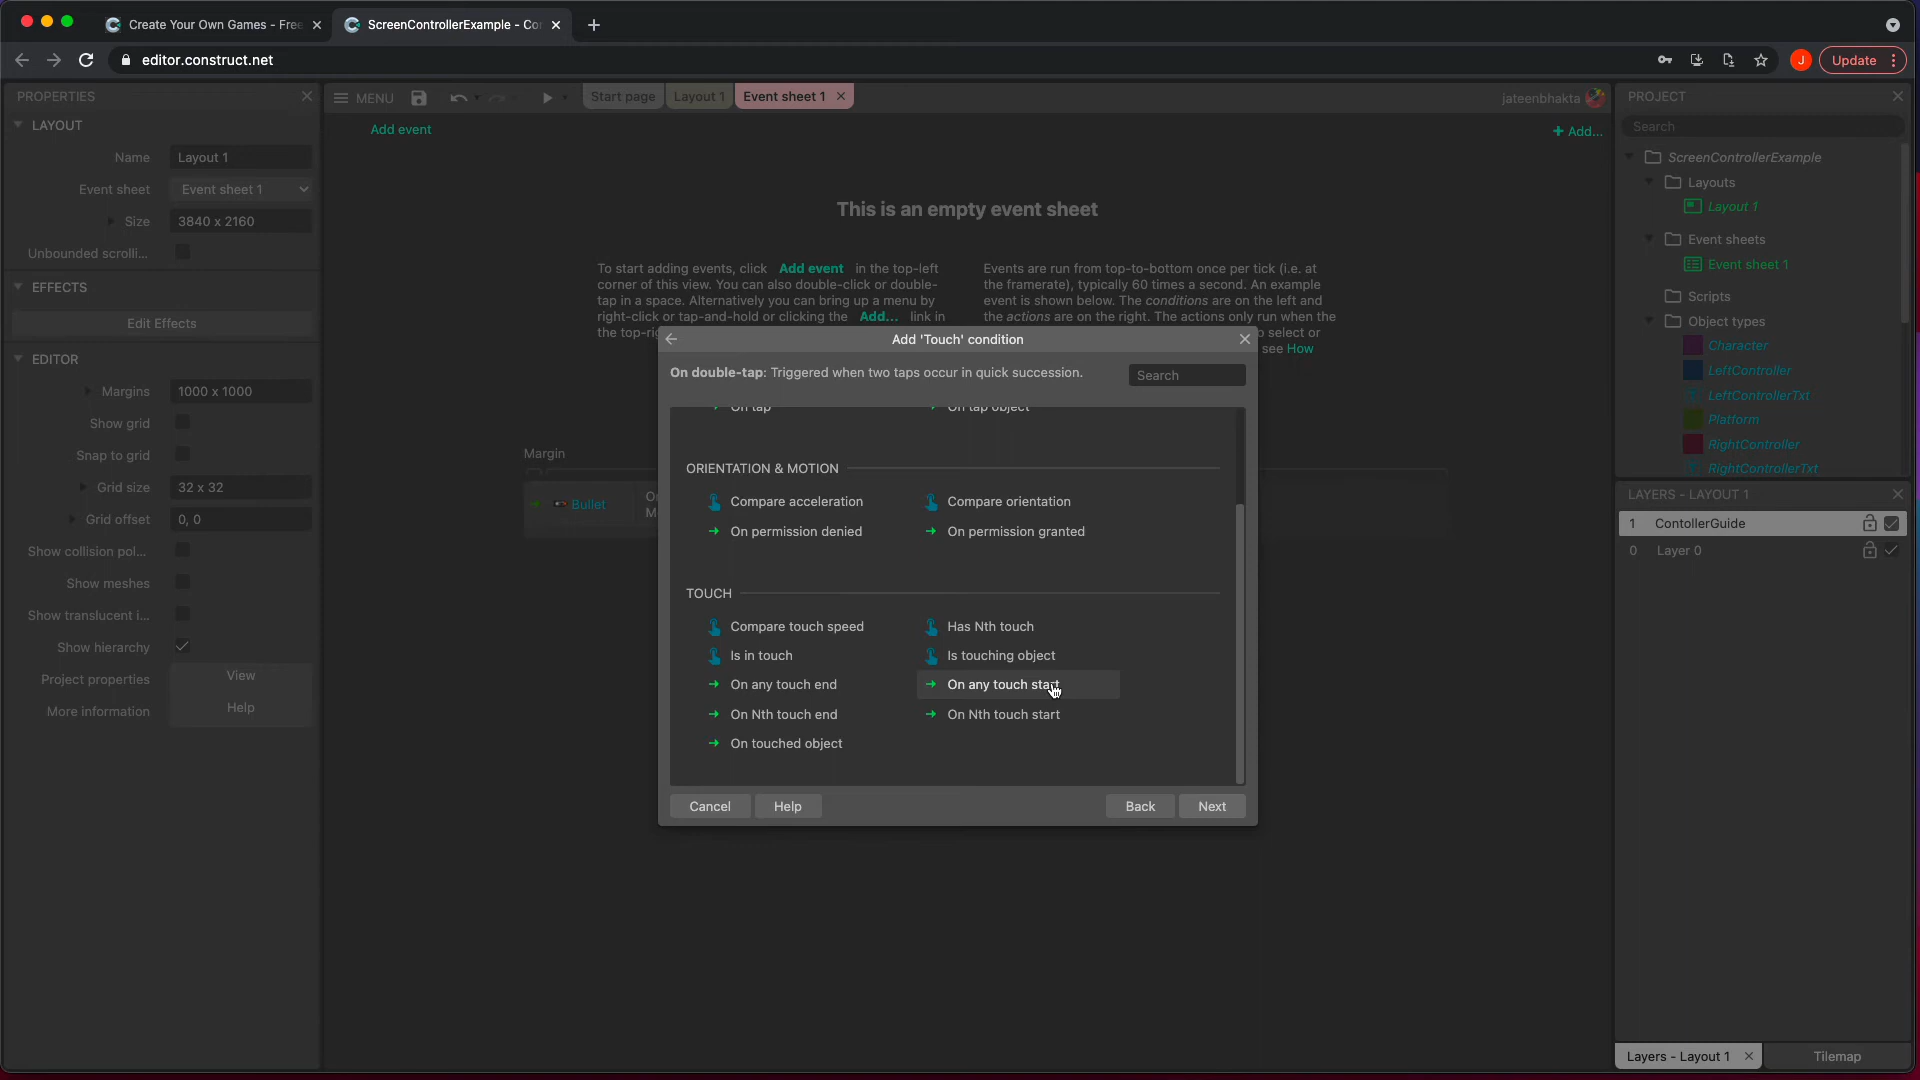 Create Your Own Games - Free
ScreenControllerExample - Co
editor.construct.net
J
Update
PROPERTIES
MENU
Start page
Layout 1
Event sheet 1
jateenbhakta
PROJECT
LAYOUT
Add event
+ Add...
Search
Name
Layout 1
Event sheet
Event sheet 1
Size
3840 x 2160
Unbounded scrolli...
EFFECTS
Edit Effects
EDITOR
Margins
1000 x 1000
Show grid
Snap to grid
Grid size
32 x 32
Grid offset
0, 0
Show collision pol...
Show meshes
Show translucent i...
Show hierarchy
Project properties
View
More information
Help
This is an empty event sheet
To start adding events, click Add event in the top-left
corner of this view. You can also double-click or double-
tap in a space. Alternatively you can bring up a menu by
right-click or tap-and-hold or clicking the Add... link in
the top-rig
Events are run from top-to-bottom once per tick (i.e. at
the framerate), typically 60 times a second. An example
event is shown below. The conditions are on the left and
the actions are on the right. The actions only run when the
select or
see How
Margin
Bullet
Add 'Touch' condition
On double-tap: Triggered when two taps occur in quick succession.
Search
On tap
On tap object
ORIENTATION & MOTION
Compare acceleration
Compare orientation
On permission denied
On permission granted
TOUCH
Compare touch speed
Has Nth touch
Is in touch
Is touching object
On any touch end
On any touch start
On Nth touch end
On Nth touch start
On touched object
Cancel
Help
Back
Next
ScreenControllerExample
Layouts
Layout 1
Event sheets
Event sheet 1
Scripts
Object types
Character
LeftController
LeftControllerTxt
Platform
RightController
RightControllerTxt
LAYERS - LAYOUT 1
1 ContollerGuide
0 Layer 0
Layers - Layout 1
Tilemap